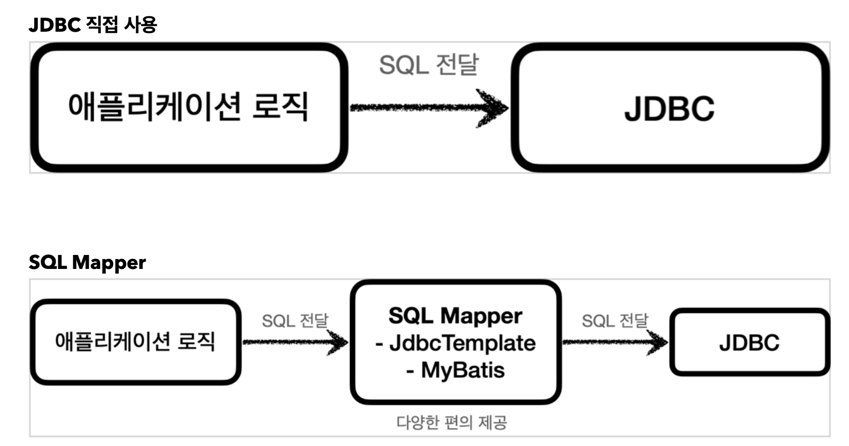 JDBC 직접 사용
SQL 전달
애플리케이션 로직
JDBC
SQL Mapper
애플리케이션 로직
SQL 전달
SQL Mapper
- JdbcTemplate
- MyBatis
SQL 전달
JDBC
다양한 편의 제공